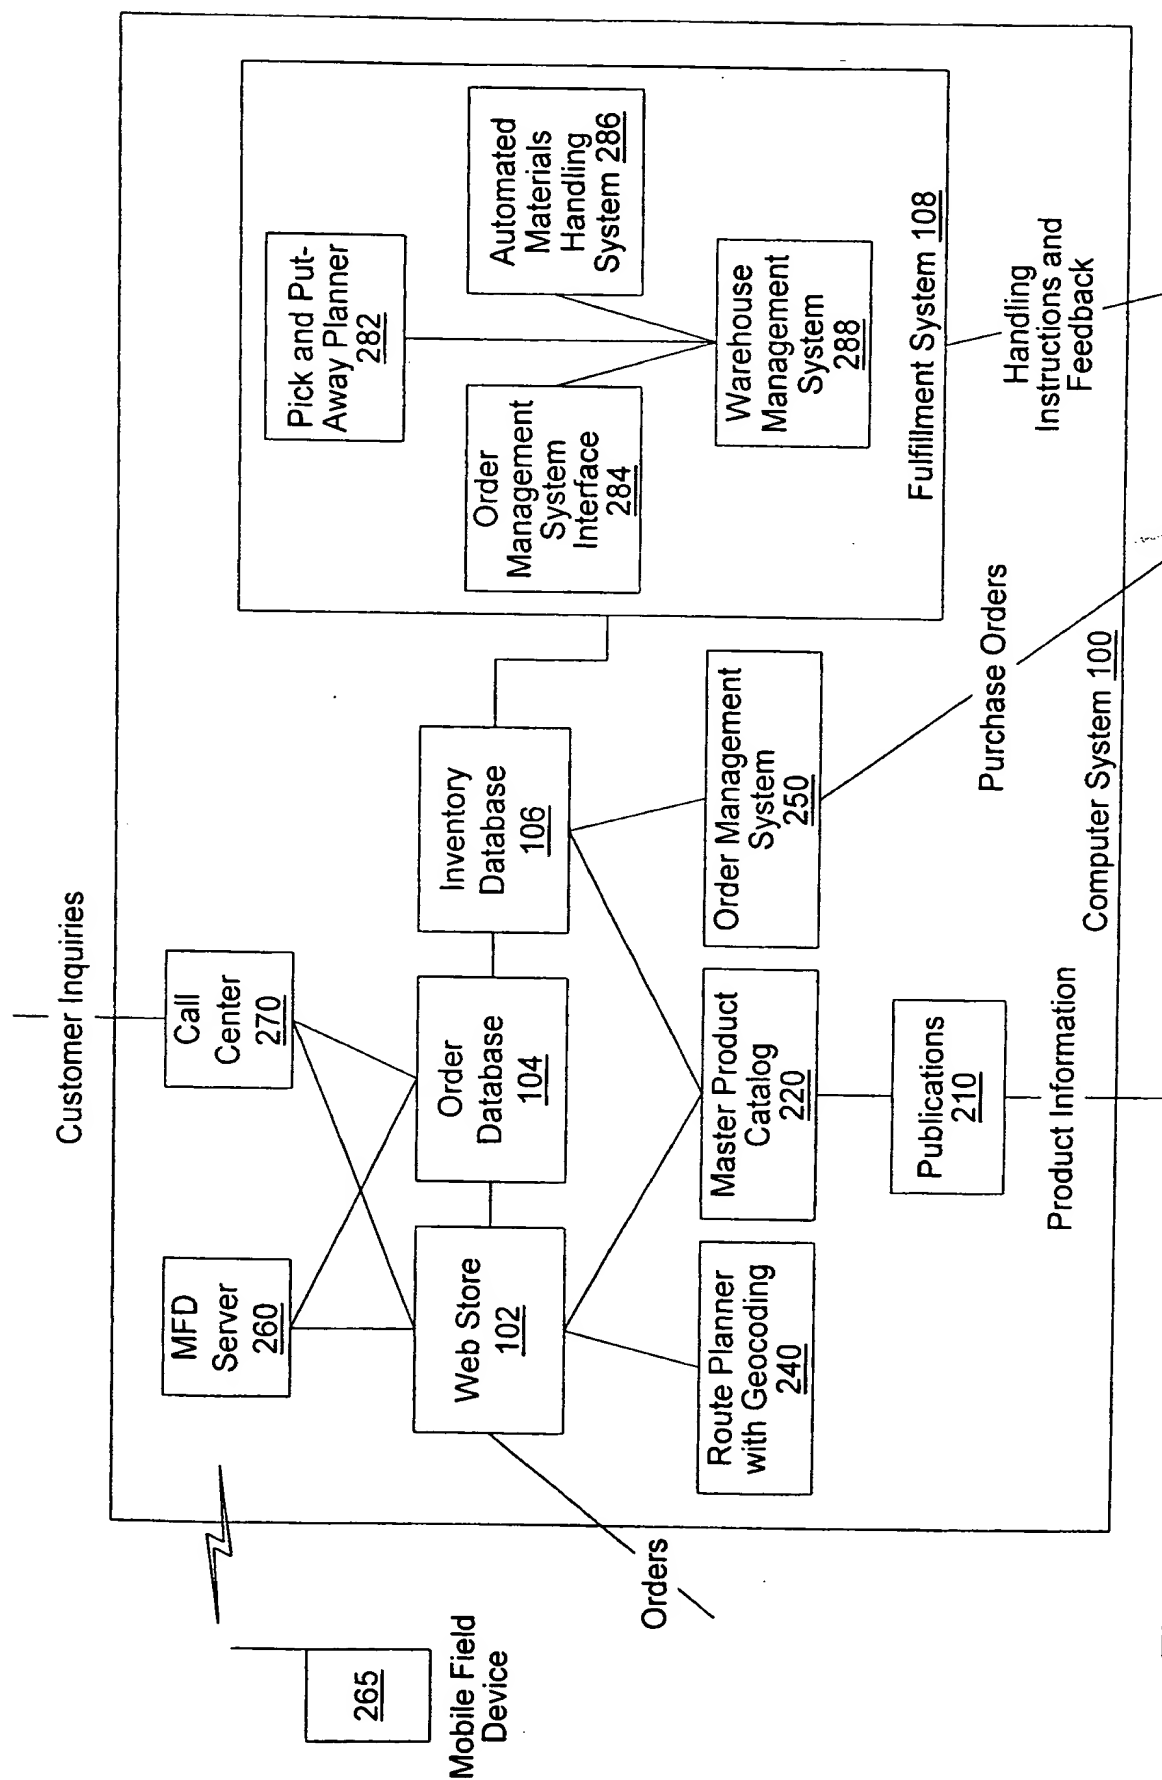 Customer Inquiries
MFD
Server
260
Call
Center
270
265
Mobile Field
Device
Orders
Web Store
102
Order
Database
104
Inventory
Database
106
Route Planner
with Geocoding
240
Master Product
Catalog
220
Order Management
System
250
Publications
210
Product Information
Purchase Orders
Computer System 100
Pick and Put-
Away Planner
282
Order
Management
System
Interface
284
Automated
Materials
Handling
System 286
Warehouse
Management
System
288
Fulfillment System 108
Handling
Instructions and
Feedback